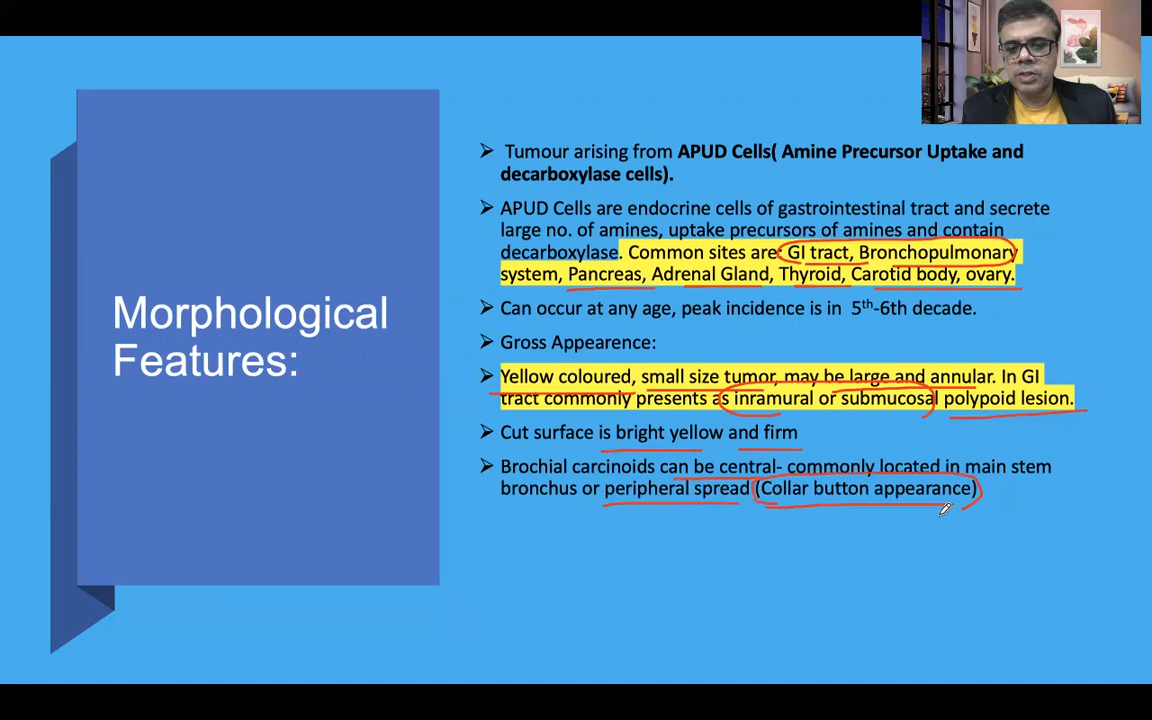 Morphological
Features:
➢ Tumour arising from APUD Cells( Amine Precursor Uptake and
decarboxylase cells).
➢ APUD Cells are endocrine cells of gastrointestinal tract and secrete
large no. of amines, uptake precursors of amines and contain
decarboxylase. Common sites are: GI tract, Bronchopulmonary
system, Pancreas, Adrenal Gland, Thyroid, Carotid body, ovary.
➢ Can occur at any age, peak incidence is in 5th-6th decade.
➢ Gross Appearence:
➢ Yellow coloured, small size tumor, may be large and annular. In GI
tract commonly presents as inramural or submucosal polypoid lesion.
➢ Cut surface is bright yellow and firm
➢ Brochial carcinoids can be central- commonly located in main stem
bronchus or peripheral spread (Collar button appearance)